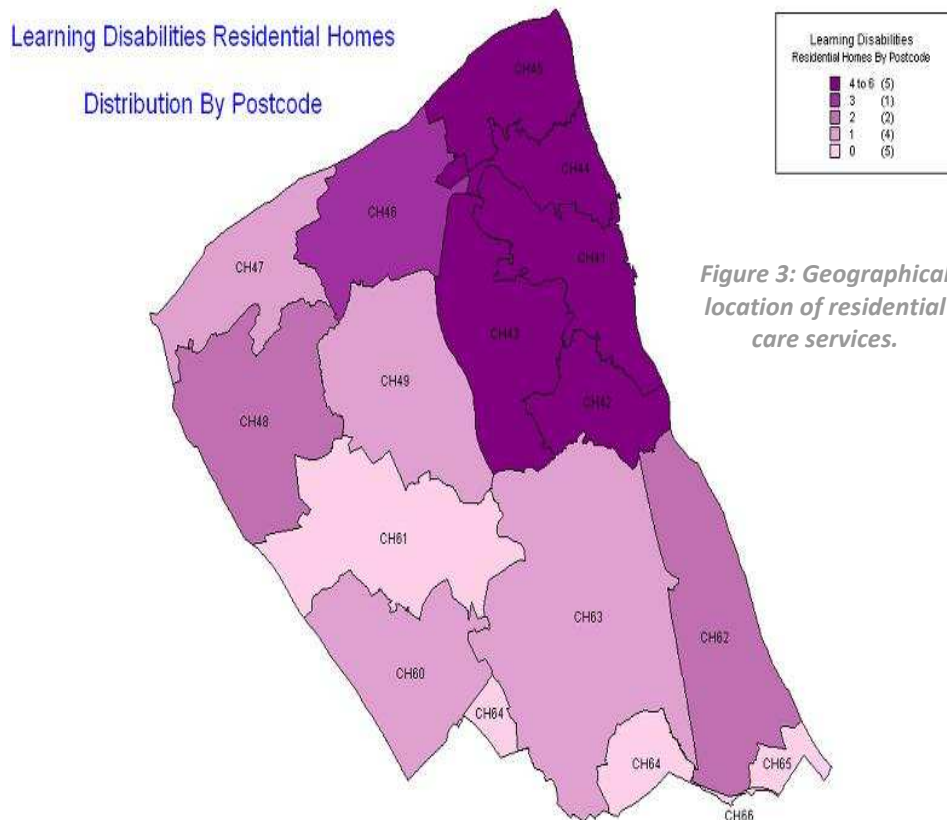 Learning Disabilities Residential Homes
Distribution By Postcode
Learning Disabilities
Residential Homes By Postcode
4 to 6 (5)
3 (1)
2 (2)
1 (4)
0 (5)
Figure 3: Geographical
location of residential
care services.
CH45
CH44
CH46
CH41
CH47
CH43
CH49
CH42
CH48
CH61
CH63
CH62
CH60
CH64
CH64
CH65
CH66